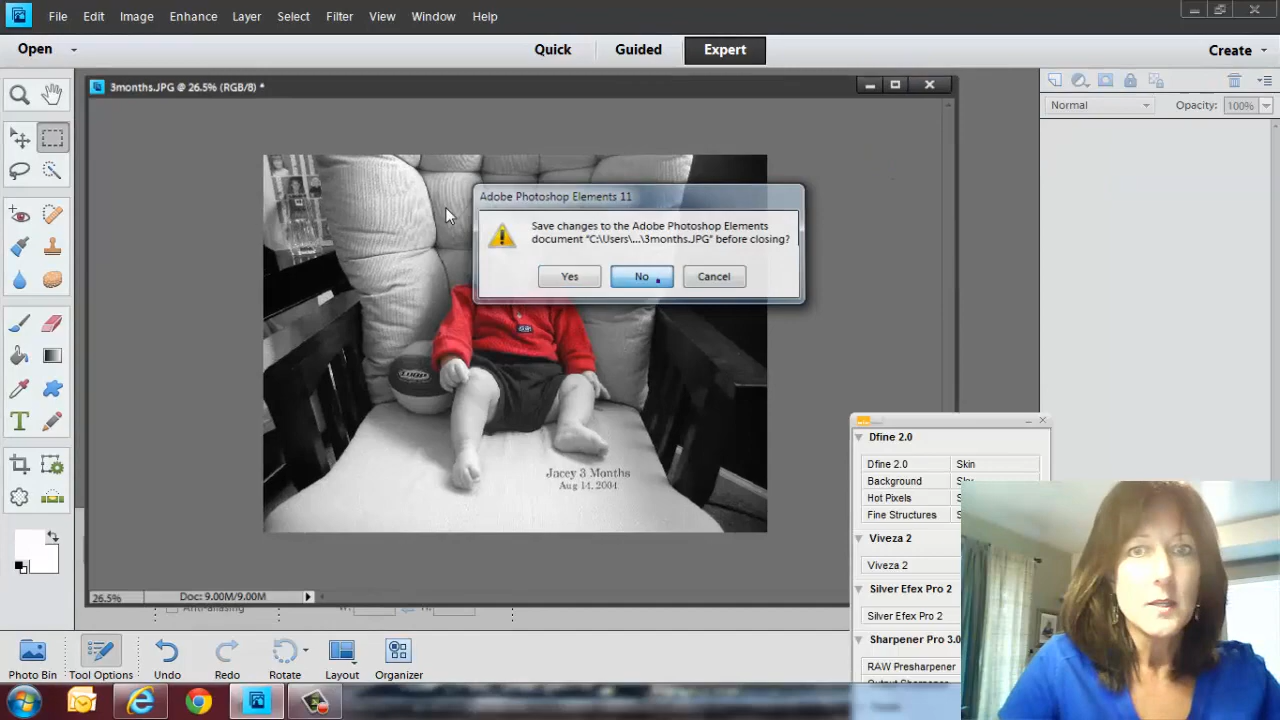 File Edit Image Enhance Layer Select Filter View Window Help
Open Quick Guided Expert Create
3months.JPG @ 26.5% (RGB/8) *
Normal Opacity: 100%
Adobe Photoshop Elements 11
Save changes to the Adobe Photoshop Elements
document "C:\Users\...\3months.JPG" before closing?
Yes No Cancel
LOOP
Jacey 3 Months
Aug 14, 2004
Dfine 2.0
Dfine 2.0 Skin
Background
Hot Pixels
Fine Structures
Viveza 2
Viveza 2
Silver Efex Pro 2
Silver Efex Pro 2
Sharpener Pro 3.0
RAW Presharpener
26.5% Doc: 9.00M/9.00M
Anti-aliasing
Photo Bin Tool Options Undo Redo Rotate Layout Organizer
T